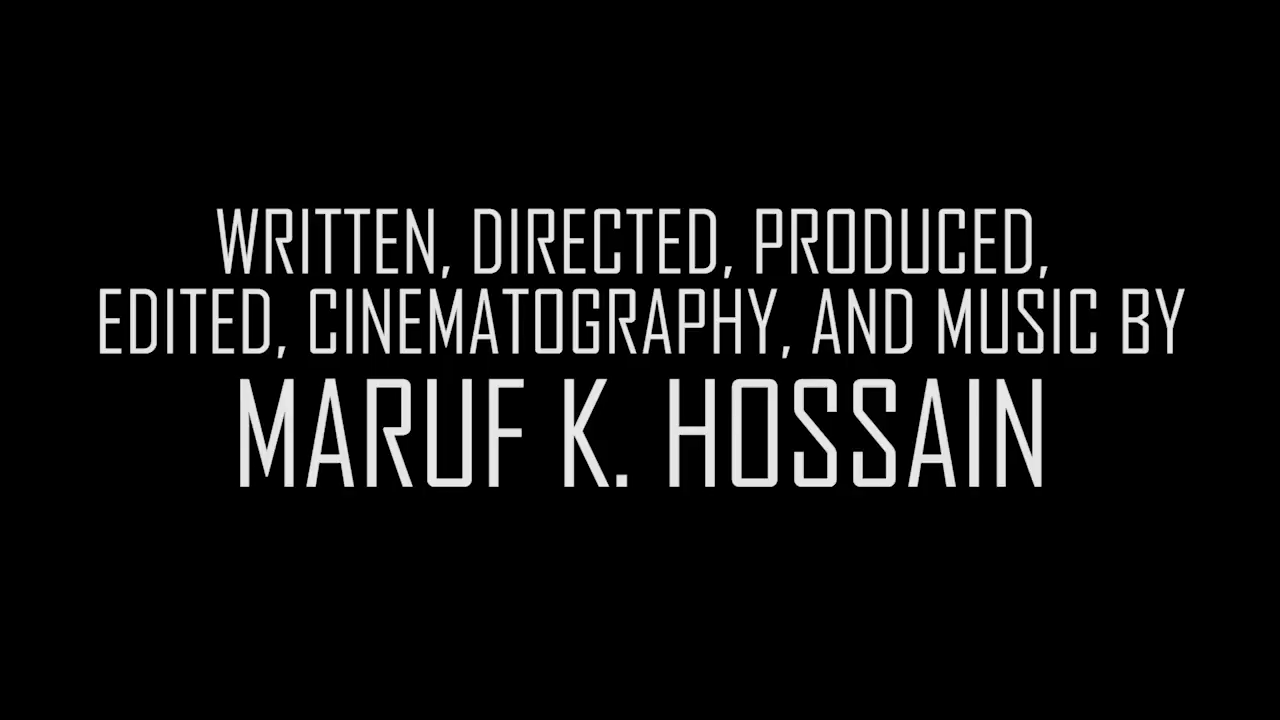 WRITTEN, DIRECTED, PRODUCED,
EDITED, CINEMATOGRAPHY, AND MUSIC BY
MARUF K. HOSSAIN